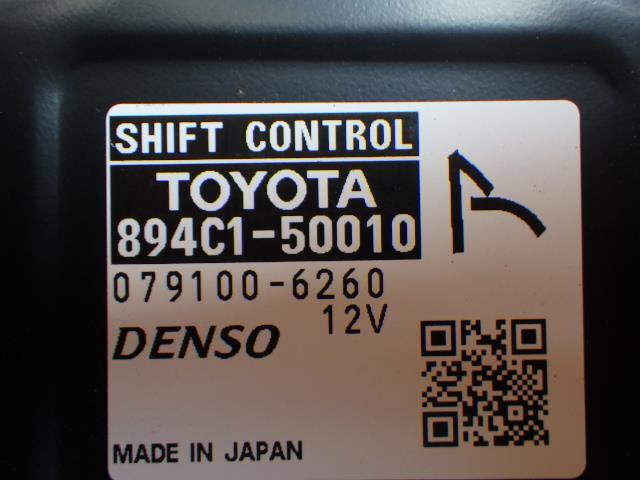 SHIFT CONTROL
TOYOTA
894C1-50010
079100-6260
12V
DENSO
MADE IN JAPAN